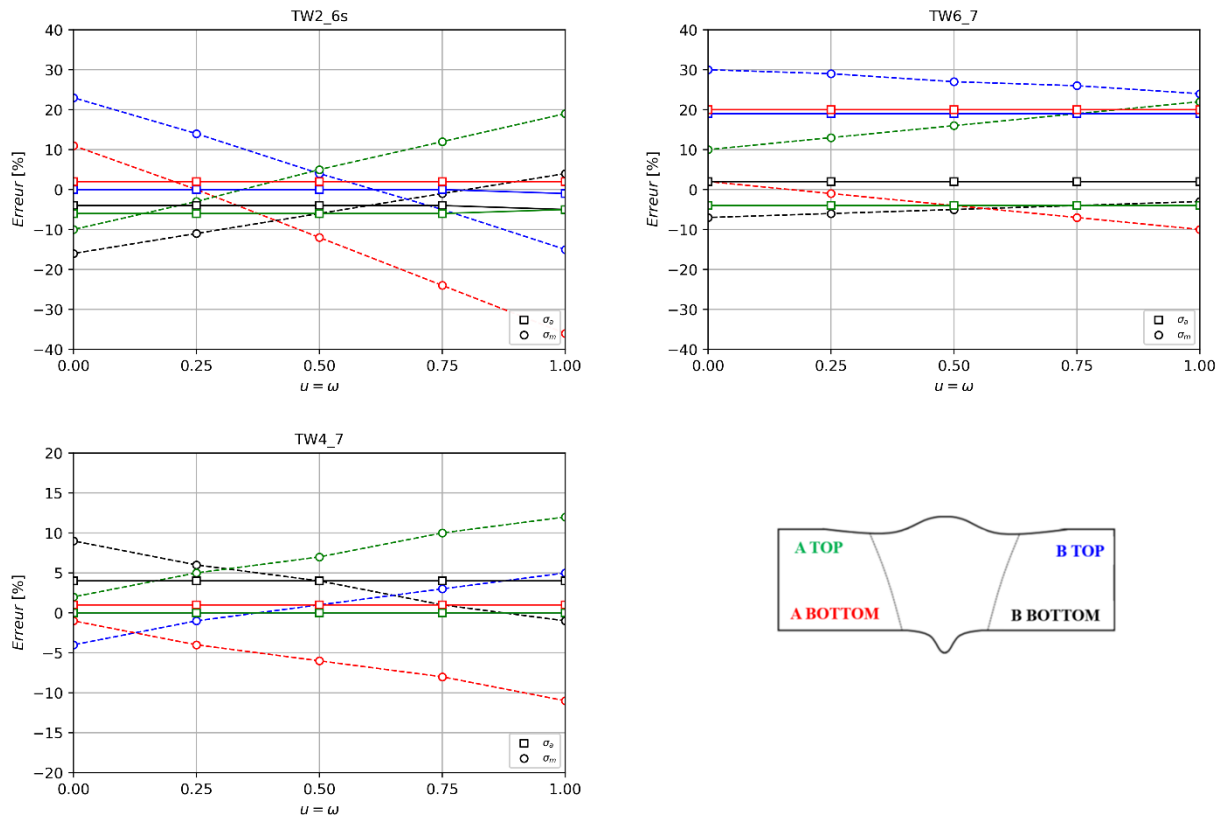 TW2_6s
40
30
20
10
0
−10
−20
−30
−40
Erreur [%]
0.00 0.25 0.50 0.75 1.00
u = ω
σa
σm
TW6_7
40
30
20
10
0
−10
−20
−30
−40
Erreur [%]
0.00 0.25 0.50 0.75 1.00
u = ω
σa
σm
TW4_7
20
15
10
5
0
−5
−10
−15
−20
Erreur [%]
0.00 0.25 0.50 0.75 1.00
u = ω
σa
σm
A TOP B TOP
A BOTTOM B BOTTOM